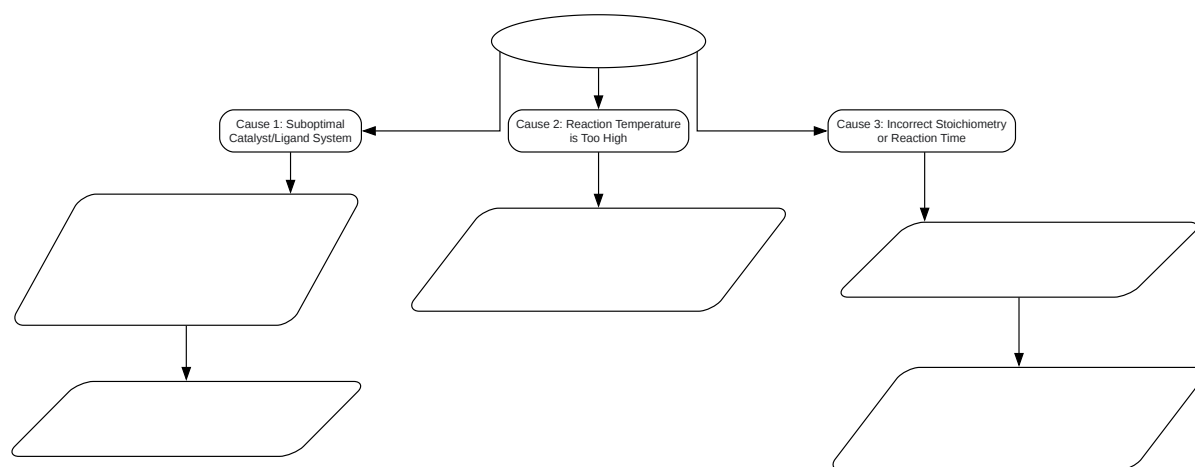 Cause 1: Suboptimal
Catalyst/Ligand System
Cause 2: Reaction Temperature
is Too High
Cause 3: Incorrect Stoichiometry
or Reaction Time